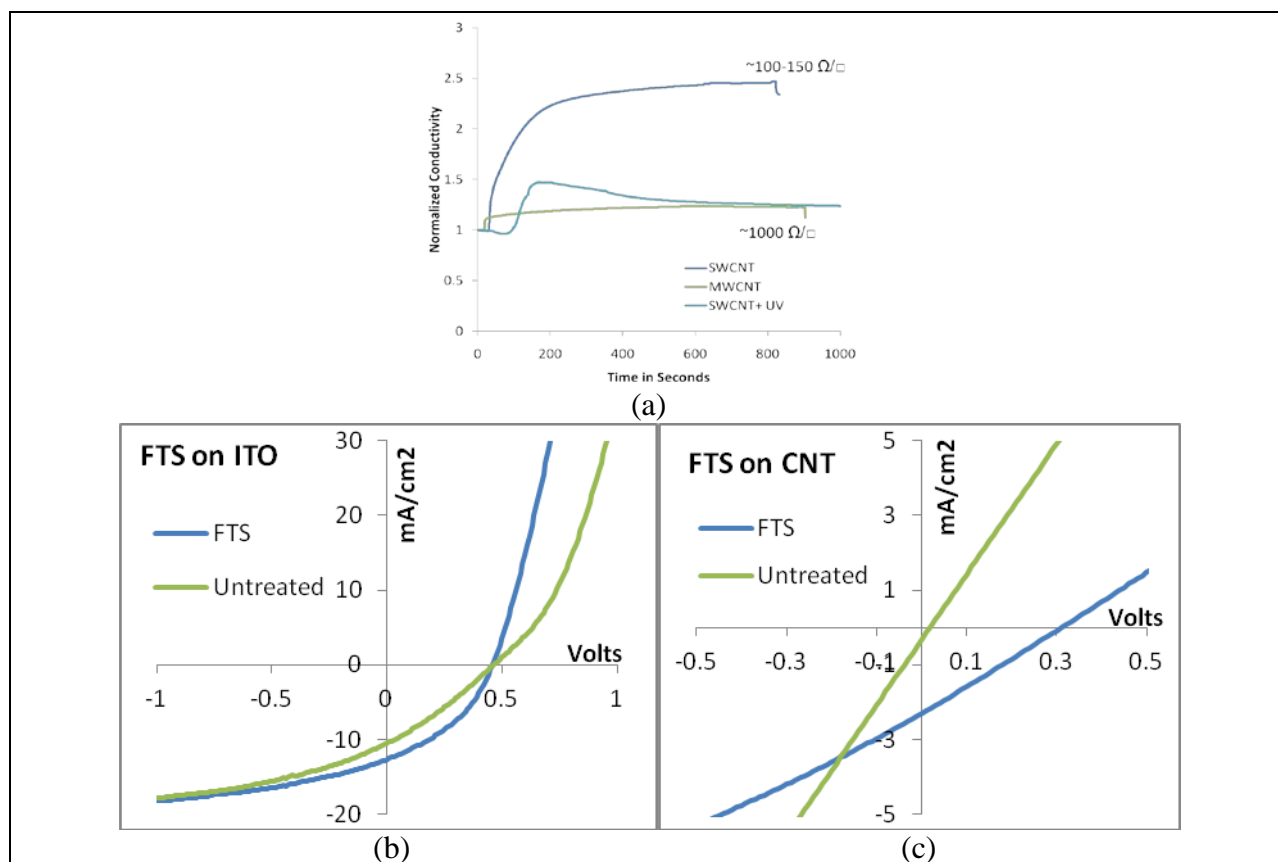 3
2.5
2
1.5
1
0.5
0
Normalized Conductivity
~100-150 Ω/□
~1000 Ω/□
SWCNT
MWCNT
SWCNT+ UV
0 200 400 600 800 1000
Time in Seconds
(a)
FTS on ITO
FTS
Untreated
mA/cm2
Volts
30
20
10
0
-10
-20
-1 -0.5 0 0.5 1
(b)
FTS on CNT
FTS
Untreated
mA/cm2
Volts
5
3
1
-1
-3
-5
-0.5 -0.3 -0.1 0.1 0.3 0.5
(c)